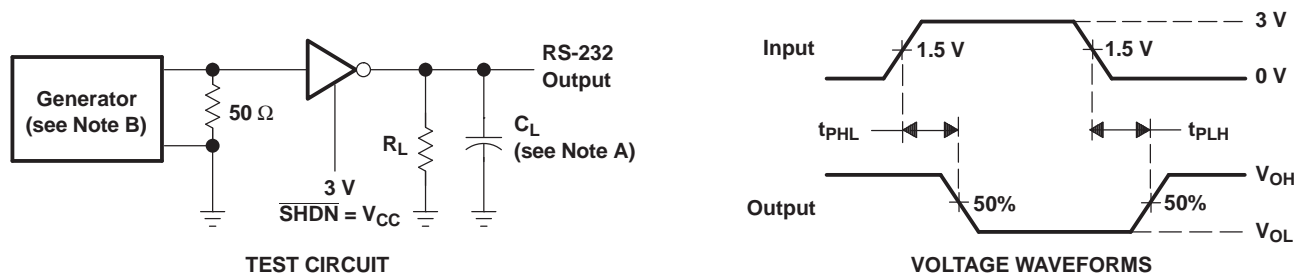 Generator
(see Note B)
50 Ω
3 V
SHDN = VCC
RL
CL
(see Note A)
RS-232
Output
TEST CIRCUIT
Input
1.5 V
1.5 V
3 V
0 V
tPHL
tPLH
Output
50%
50%
VOH
VOL
VOLTAGE WAVEFORMS